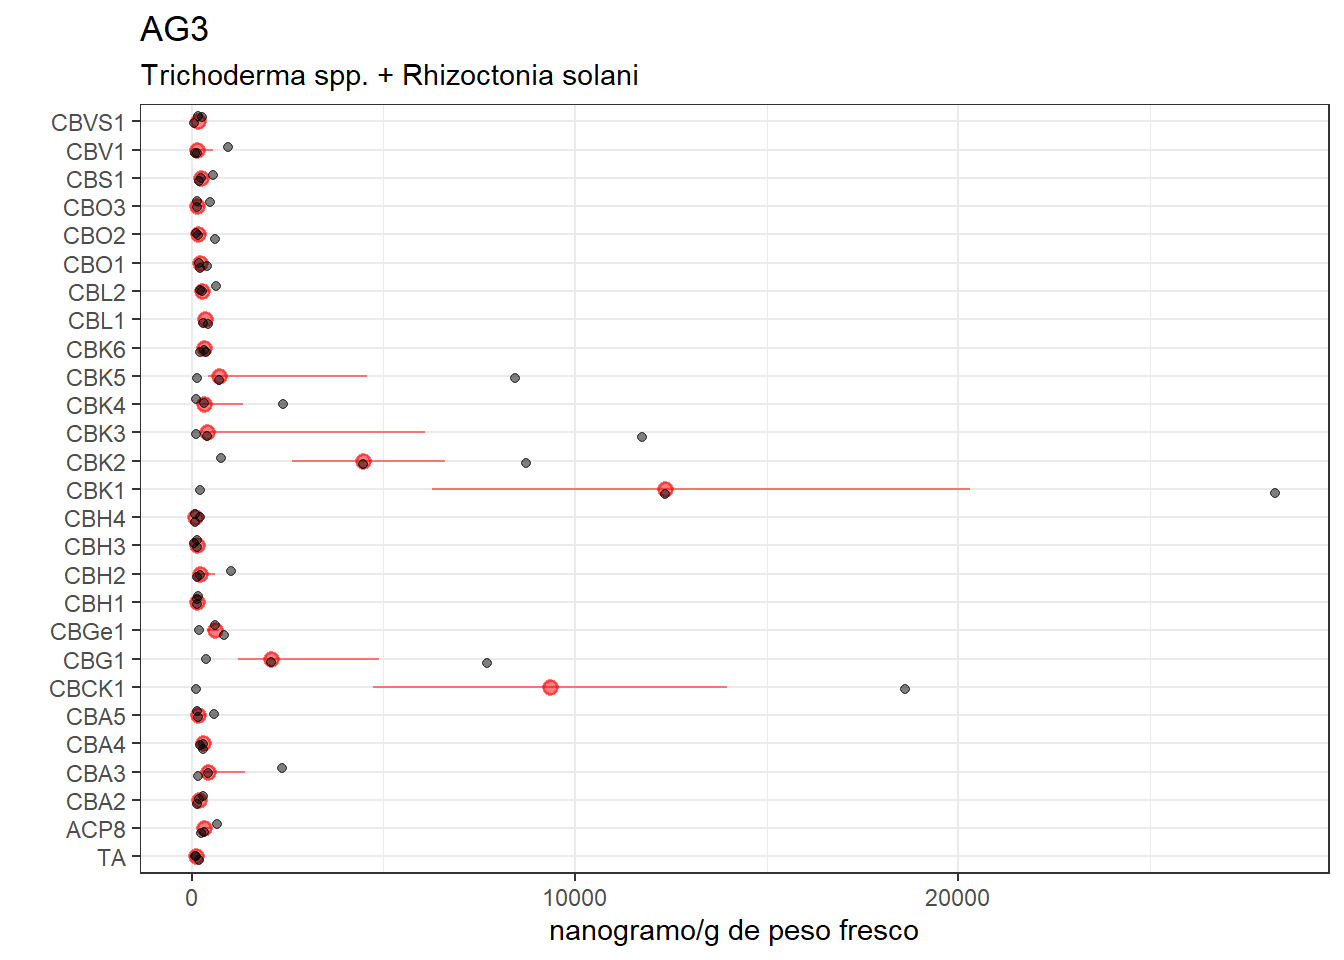 AG3
Trichoderma spp. + Rhizoctonia solani
CBVS1
CBV1
CBS1
CBO3
CBO2
CBO1
CBL2
CBL1
CBK6
CBK5
CBK4
CBK3
CBK2
CBK1
CBH4
CBH3
CBH2
CBH1
CBGe1
CBG1
CBCK1
CBA5
CBA4
CBA3
CBA2
ACP8
TA
0 10000 20000
nanogramo/g de peso fresco